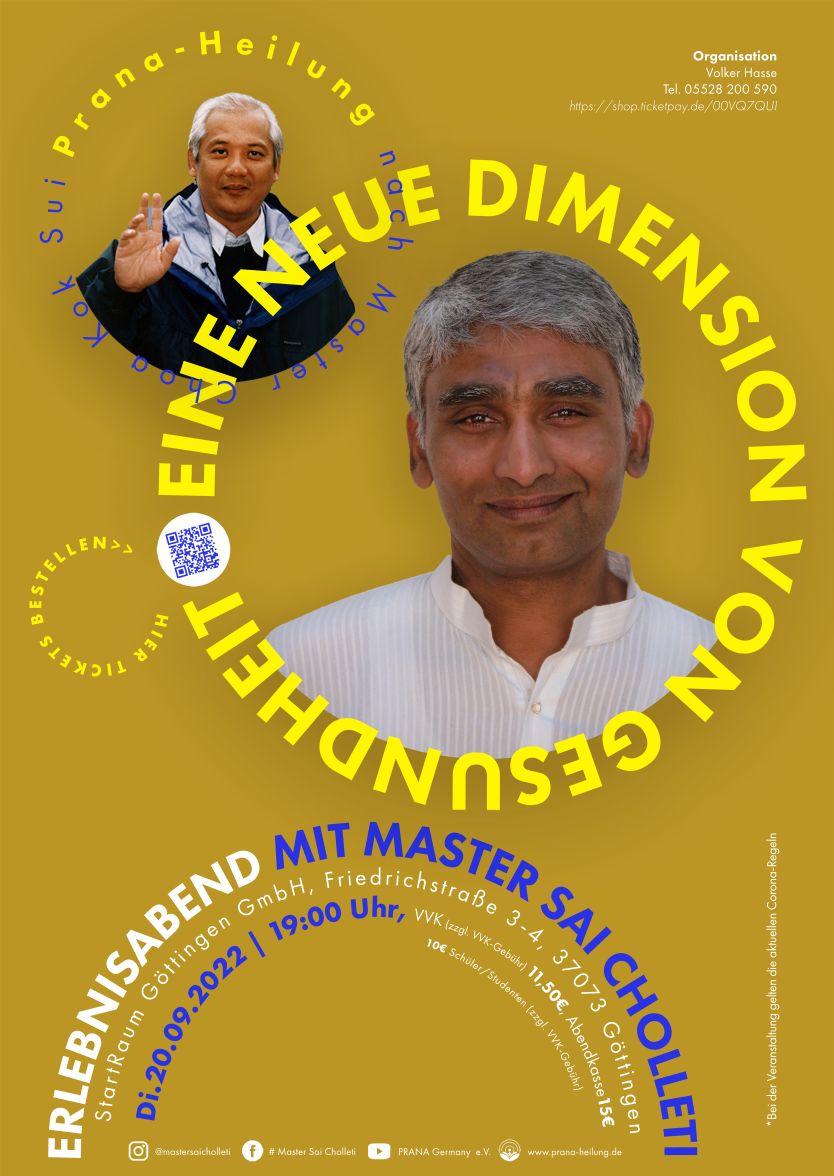 Organisation
Volker Hasse
Tel. 05528 200 590
https://shop.ticketpay.de/00VQ7QUI
Prana-Heilung nach Master Choa Kok Sui
EINE NEUE DIMENSION VON GESUNDHEIT
HIER TICKETS BESTELLEN>>
ERLEBNISABEND MIT MASTER SAI CHOLLETI
StartRaum Göttingen GmbH, Friedrichstraße 3-4, 37073 Göttingen
Di.20.09.2022 | 19:00 Uhr, VVK (zzgl. VVK-Gebühr) 11,50€, Abendkasse 15€
10€ Schüler/Studenten (zzgl. VVK-Gebühr)
*Bei der Veranstaltung gelten die aktuellen Corona-Regeln
@mastersaicholleti # Master Sai Cholleti PRANA Germany e.V. www.prana-heilung.de